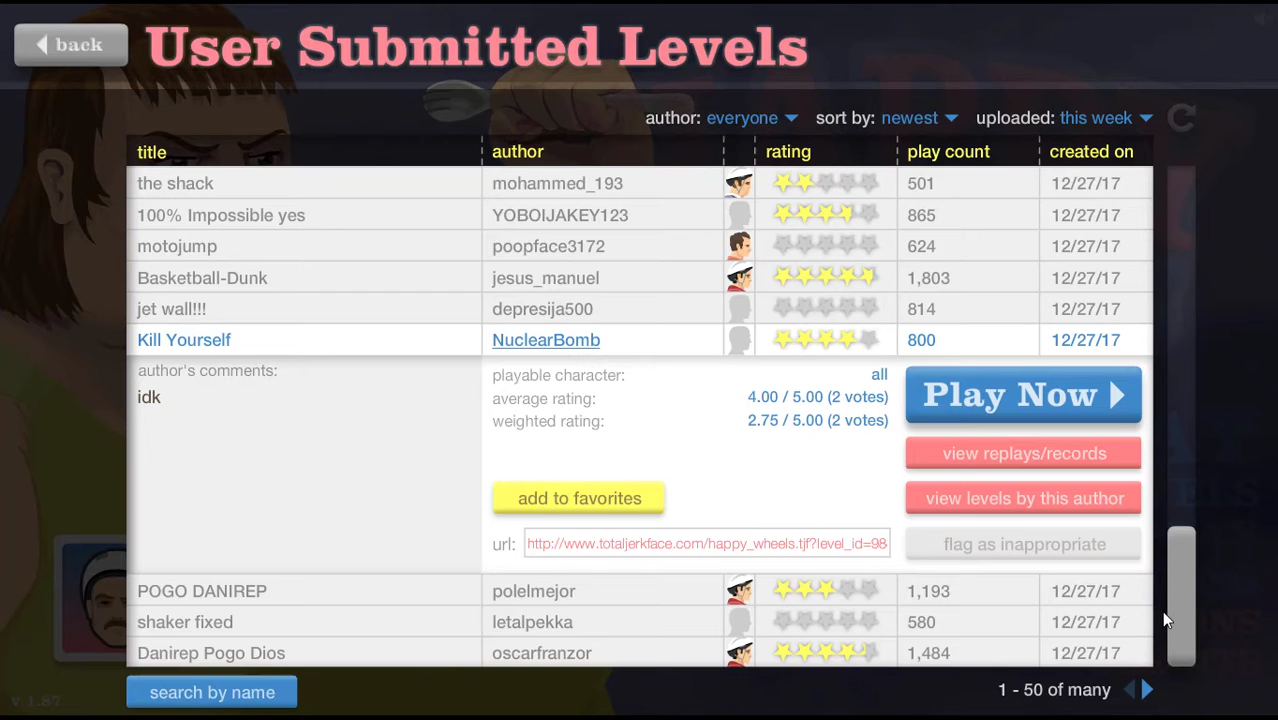 back
User Submitted Levels
author: everyone sort by: newest uploaded: this week
title author rating play count created on
the shack mohammed_193 501 12/27/17
100% Impossible yes YOBOIJAKEY123 865 12/27/17
motojump poopface3172 624 12/27/17
Basketball-Dunk jesus_manuel 1,803 12/27/17
jet wall!!! depresija500 814 12/27/17
Kill Yourself NuclearBomb 800 12/27/17
author's comments:
idk
playable character: all
average rating: 4.00 / 5.00 (2 votes)
weighted rating: 2.75 / 5.00 (2 votes)
Play Now
view replays/records
add to favorites
view levels by this author
url: http://www.totaljerkface.com/happy_wheels.tjf?level_id=98
flag as inappropriate
POGO DANIREP polelmejor 1,193 12/27/17
shaker fixed letalpekka 580 12/27/17
Danirep Pogo Dios oscarfranzor 1,484 12/27/17
search by name
1 - 50 of many
v 1.87